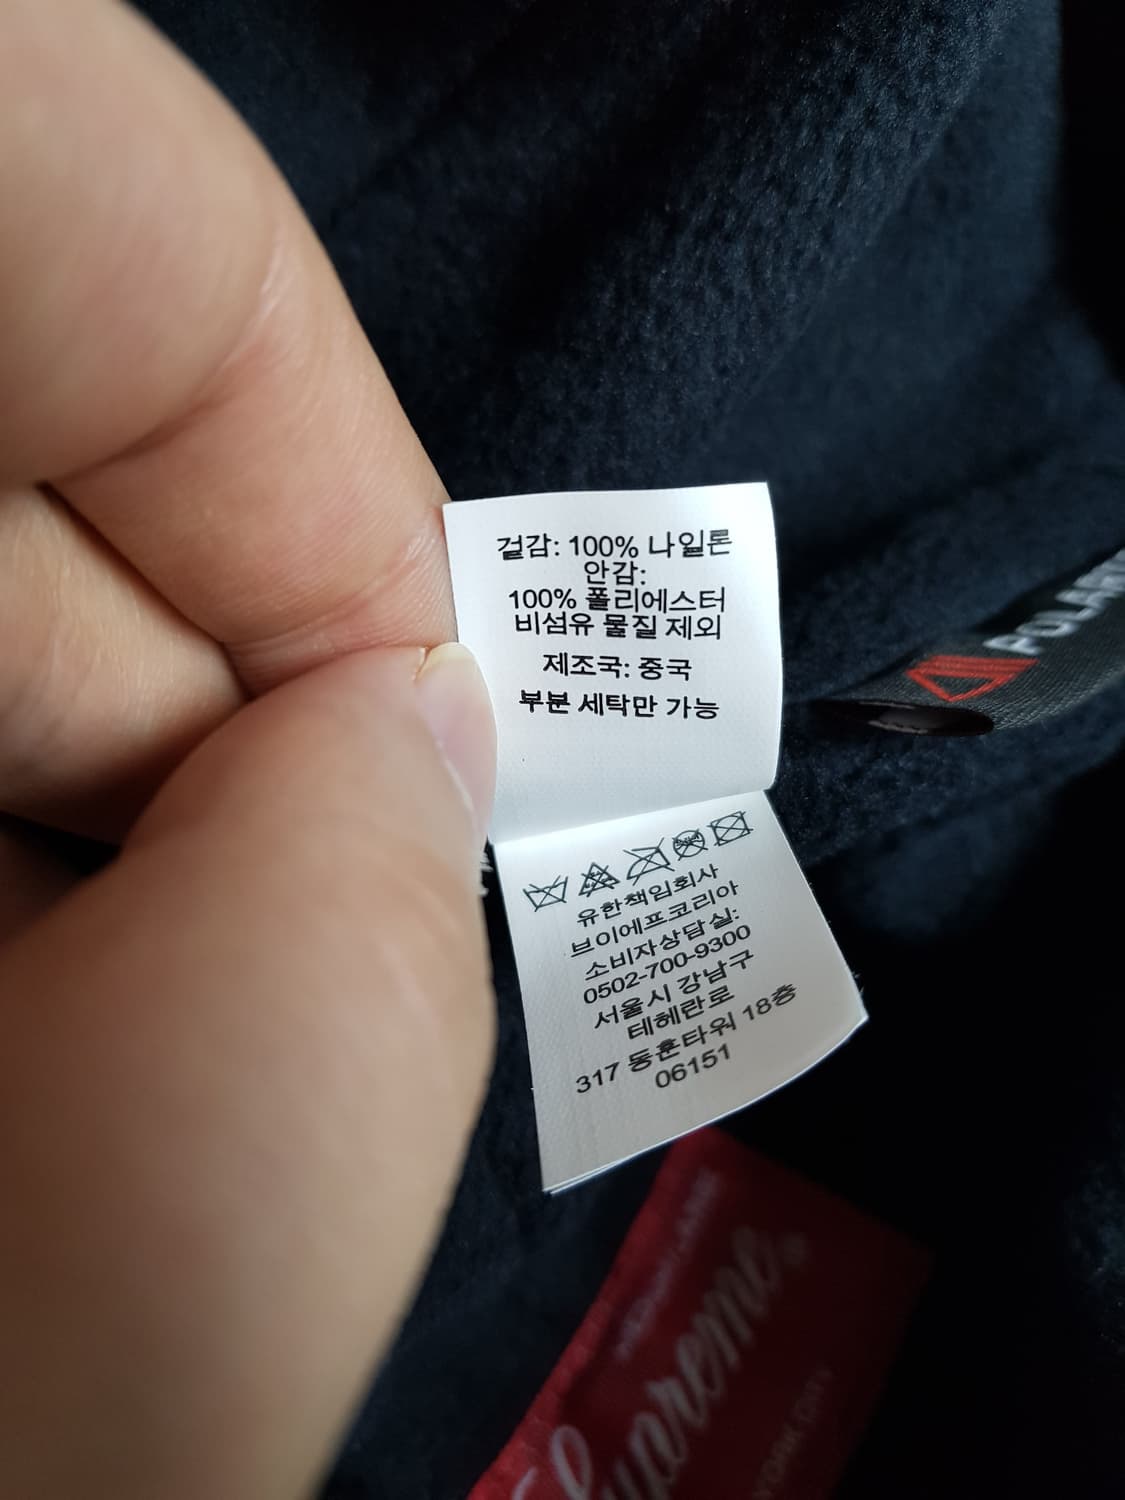 겉감: 100% 나일론
안감:
100% 폴리에스터
비섬유 물질 제외
제조국: 중국
부분 세탁만 가능
유한책임회사
브이에프코리아
소비자상담실:
0502-700-9300
서울시 강남구
테헤란로
317 동훈타워 18층
06151
Supreme
YORK CITY